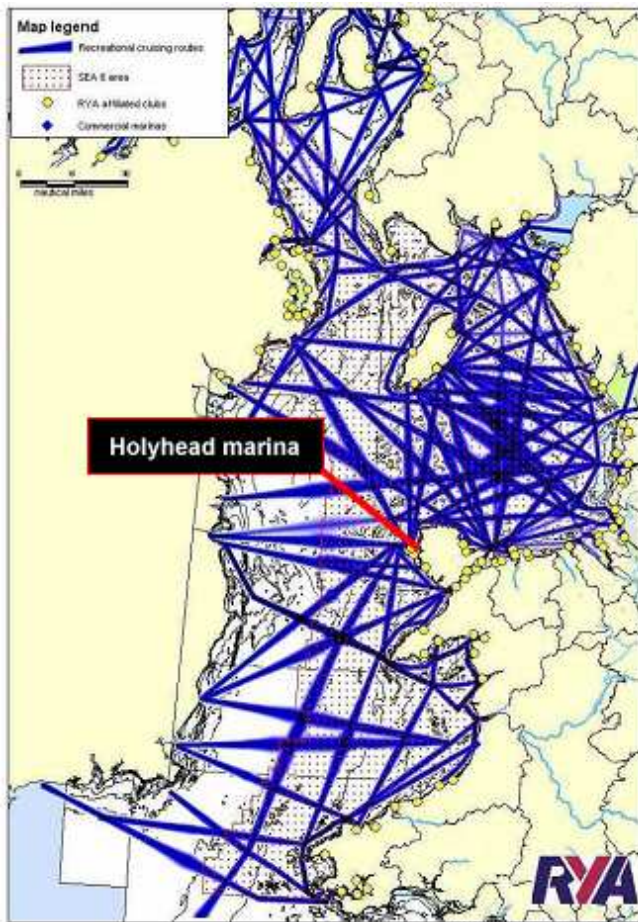 Map legend
Recreational cruising routes
SEA 6 area
RYA affiliated clubs
Commercial marinas
nautical miles
Holyhead marina
RYA